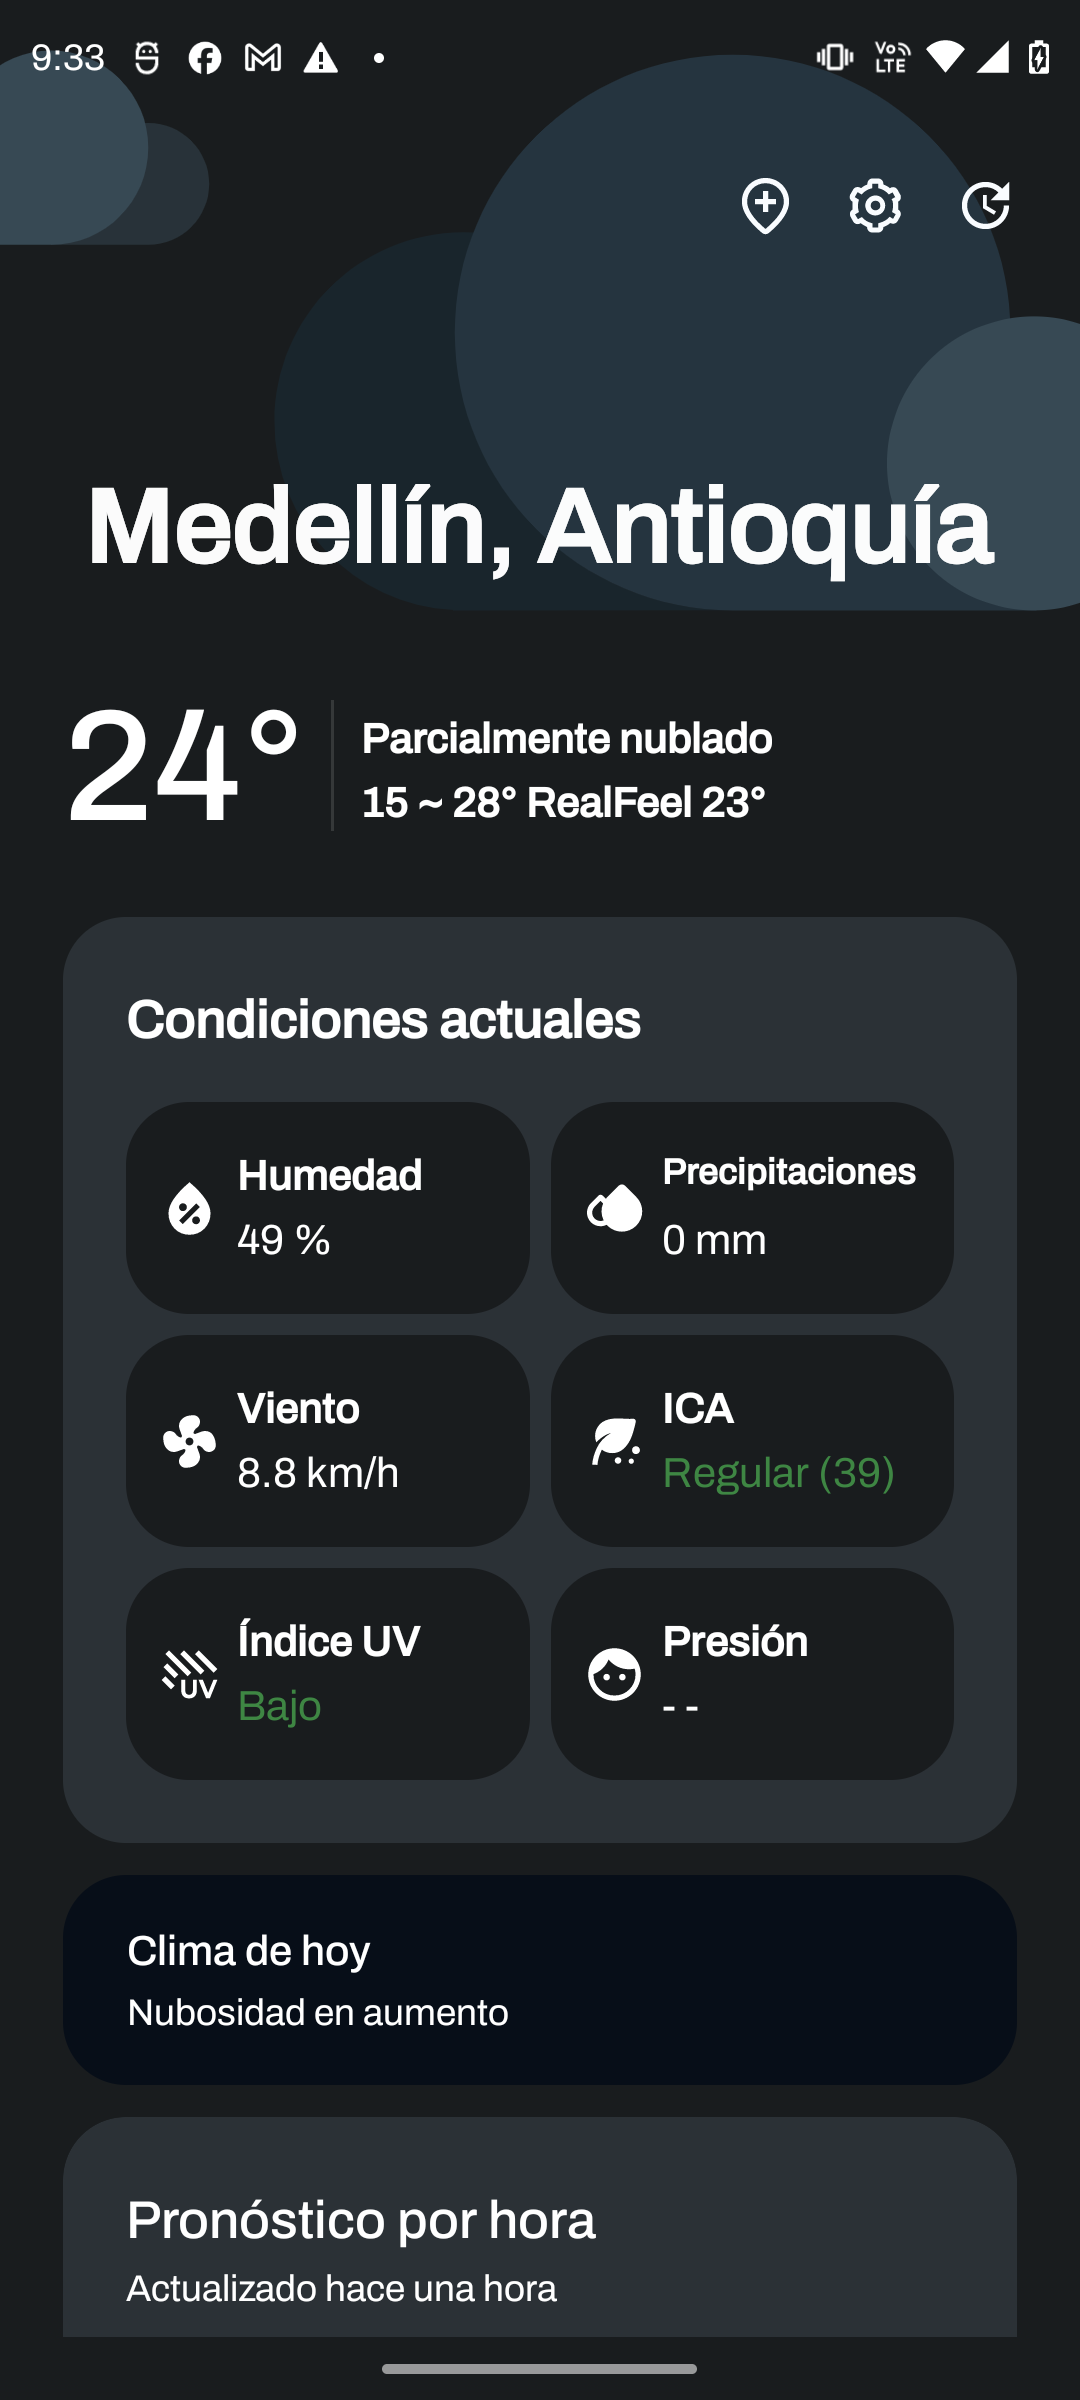 9:33
Vo LTE
Medellín, Antioquía
24°
Parcialmente nublado
15 ~ 28° RealFeel 23°
Condiciones actuales
Humedad
49 %
Precipitaciones
0 mm
Viento
8.8 km/h
ICA
Regular (39)
UV
Índice UV
Bajo
Presión
- -
Clima de hoy
Nubosidad en aumento
Pronóstico por hora
Actualizado hace una hora